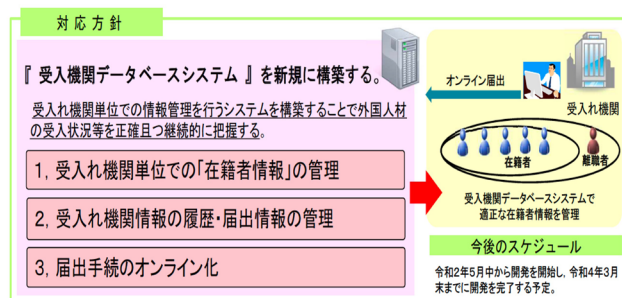 対応方針
『 受入機関データベースシステム 』を新規に構築する。
受入れ機関単位での情報管理を行うシステムを構築することで外国人材
の受入状況等を正確且つ継続的に把握する。
1, 受入れ機関単位での「在籍者情報」の管理
2, 受入れ機関情報の履歴・届出情報の管理
3, 届出手続のオンライン化
オンライン届出
受入れ機関
在籍者
離職者
受入機関データベースシステムで
適正な在籍者情報を管理
今後のスケジュール
令和2年5月中から開発を開始し, 令和4年3月
末までに開発を完了する予定。